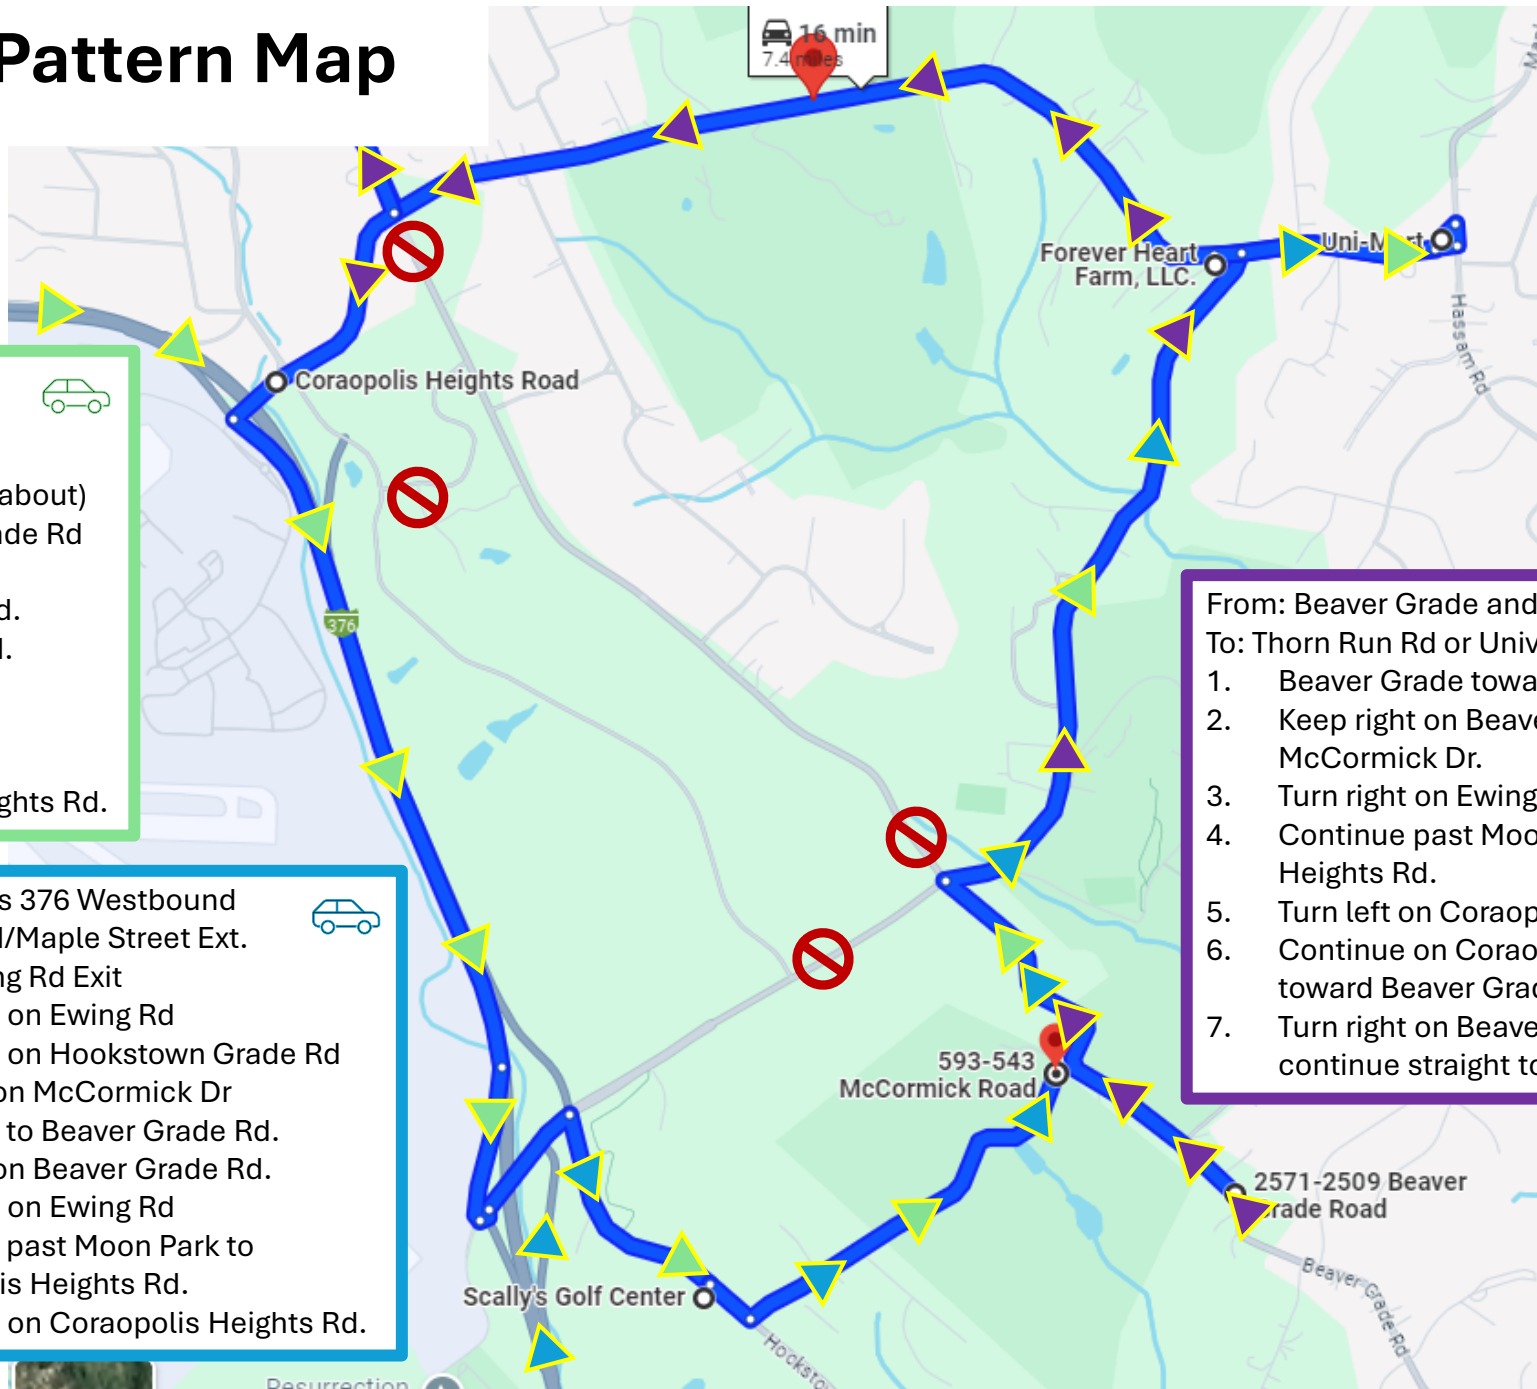 Pattern Map
16 min
7.4 miles
Uni-Mart
Forever Heart
Farm, LLC.
Hassam Rd
Coraopolis Heights Road
about)
ade Rd
d.
l.
ghts Rd.
376
From: Beaver Grade and
To: Thorn Run Rd or Univ
1. Beaver Grade towa
2. Keep right on Beave
McCormick Dr.
3. Turn right on Ewing
4. Continue past Moo
Heights Rd.
5. Turn left on Coraop
6. Continue on Corao
toward Beaver Grad
7. Turn right on Beave
continue straight to
s 376 Westbound
l/Maple Street Ext.
ng Rd Exit
on Ewing Rd
on Hookstown Grade Rd
on McCormick Dr
to Beaver Grade Rd.
on Beaver Grade Rd.
on Ewing Rd
past Moon Park to
is Heights Rd.
on Coraopolis Heights Rd.
593-543
McCormick Road
2571-2509 Beaver
Grade Road
Beaver Grade Rd
Scally's Golf Center
Hooksto
Resurrection